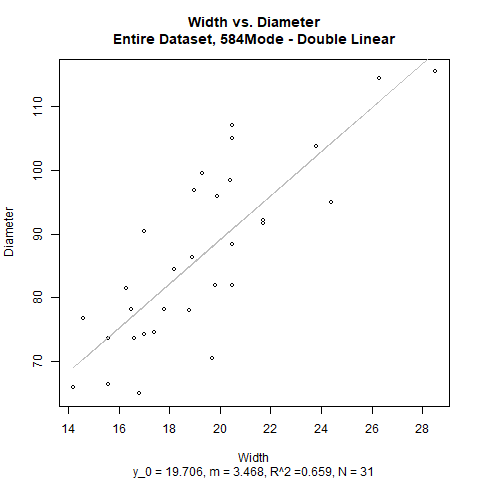 Width vs. Diameter
Entire Dataset, 584Mode - Double Linear
Diameter
110
100
90
80
70
14 16 18 20 22 24 26 28
Width
y_0 = 19.706, m = 3.468, R^2 =0.659, N = 31